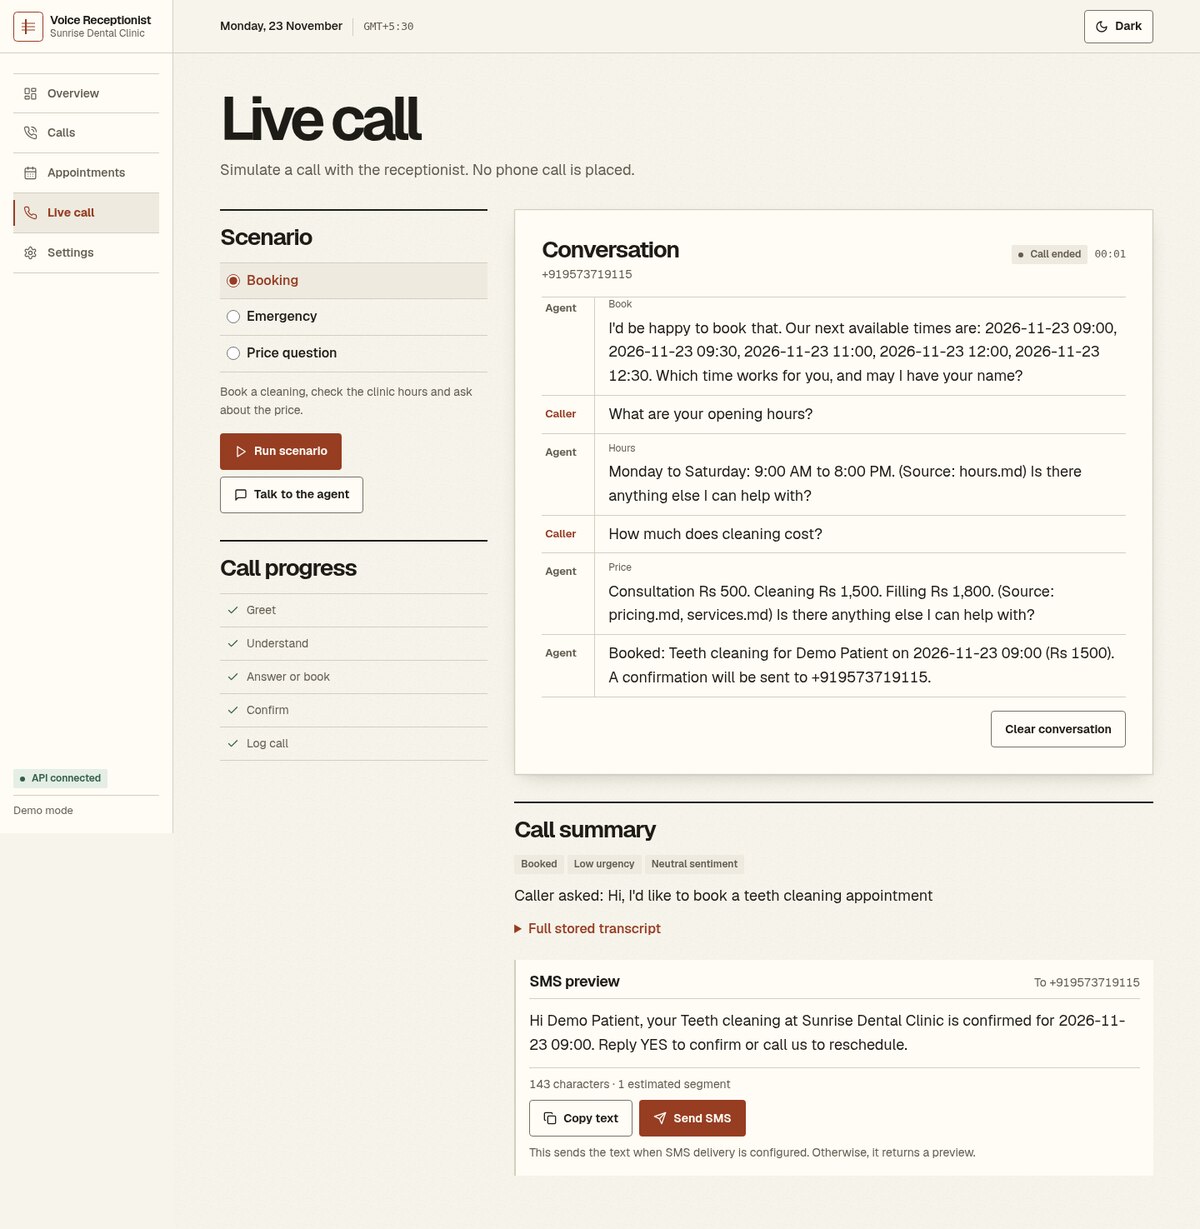 Voice Receptionist
Sunrise Dental Clinic
Monday, 23 November
GMT+5:30
Dark
Overview
Calls
Appointments
Live call
Settings
API connected
Demo mode
Live call
Simulate a call with the receptionist. No phone call is placed.
Scenario
Booking
Emergency
Price question
Book a cleaning, check the clinic hours and ask
about the price.
Run scenario
Talk to the agent
Call progress
Greet
Understand
Answer or book
Confirm
Log call
Conversation
+919573719115
Call ended
00:01
Agent
Book
I'd be happy to book that. Our next available times are: 2026-11-23 09:00,
2026-11-23 09:30, 2026-11-23 11:00, 2026-11-23 12:00, 2026-11-23
12:30. Which time works for you, and may I have your name?
Caller
What are your opening hours?
Agent
Hours
Monday to Saturday: 9:00 AM to 8:00 PM. (Source: hours.md) Is there
anything else I can help with?
Caller
How much does cleaning cost?
Agent
Price
Consultation Rs 500. Cleaning Rs 1,500. Filling Rs 1,800. (Source:
pricing.md, services.md) Is there anything else I can help with?
Agent
Booked: Teeth cleaning for Demo Patient on 2026-11-23 09:00 (Rs 1500).
A confirmation will be sent to +919573719115.
Clear conversation
Call summary
Booked
Low urgency
Neutral sentiment
Caller asked: Hi, I'd like to book a teeth cleaning appointment
Full stored transcript
SMS preview
To +919573719115
Hi Demo Patient, your Teeth cleaning at Sunrise Dental Clinic is confirmed for 2026-11-
23 09:00. Reply YES to confirm or call us to reschedule.
143 characters · 1 estimated segment
Copy text
Send SMS
This sends the text when SMS delivery is configured. Otherwise, it returns a preview.